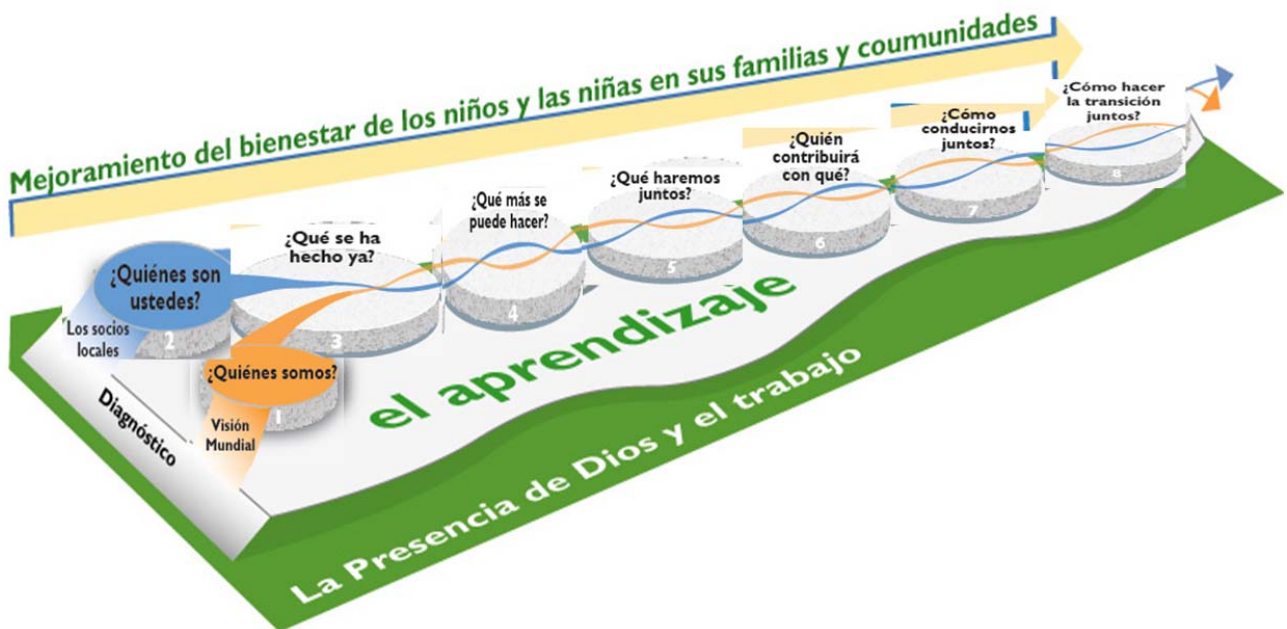 Mejoramiento del bienestar de los niños y las niñas en sus familias y coumunidades
¿Quiénes somos?
1
Visión
Mundial
¿Quiénes son
ustedes?
2
Los socios
locales
¿Qué se ha
hecho ya?
3
¿Qué más se
puede hacer?
4
¿Qué haremos
juntos?
5
¿Quién
contribuirá
con qué?
6
¿Cómo
conducirnos
juntos?
7
¿Cómo hacer
la transición
juntos?
8
Diagnóstico
el aprendizaje
La Presencia de Dios y el trabajo